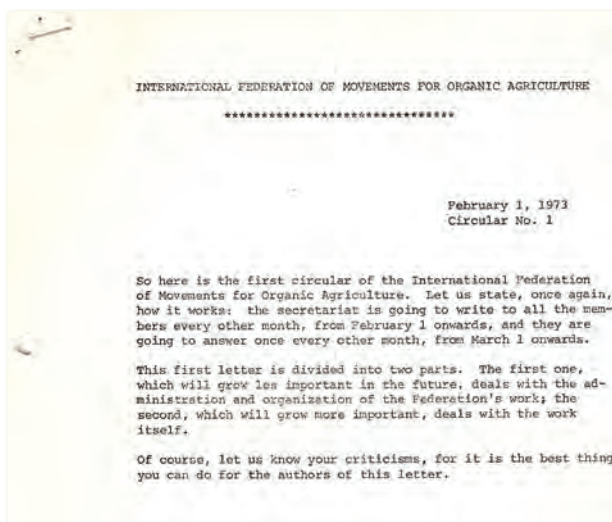 INTERNATIONAL FEDERATION OF MOVEMENTS FOR ORGANIC AGRICULTURE
*******************************
February 1, 1973
Circular No. 1
So here is the first circular of the International Federation
of Movements for Organic Agriculture. Let us state, once again,
how it works: the secretariat is going to write to all the mem-
bers every other month, from February 1 onwards, and they are
going to answer once every other month, from March 1 onwards.
This first letter is divided into two parts. The first one,
which will grow les important in the future, deals with the ad-
ministration and organization of the Federation's work; the
second, which will grow more important, deals with the work
itself.
Of course, let us know your criticisms, for it is the best thing
you can do for the authors of this letter.